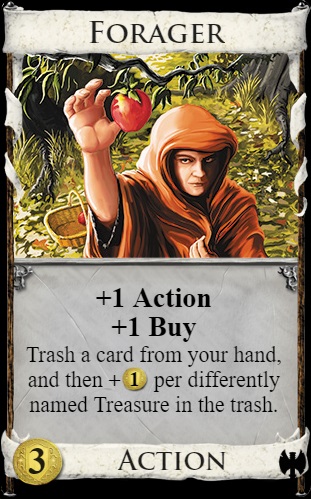 FORAGER
+1 Action
+1 Buy
Trash a card from your hand,
and then +1 per differently
named Treasure in the trash.
3 ACTION